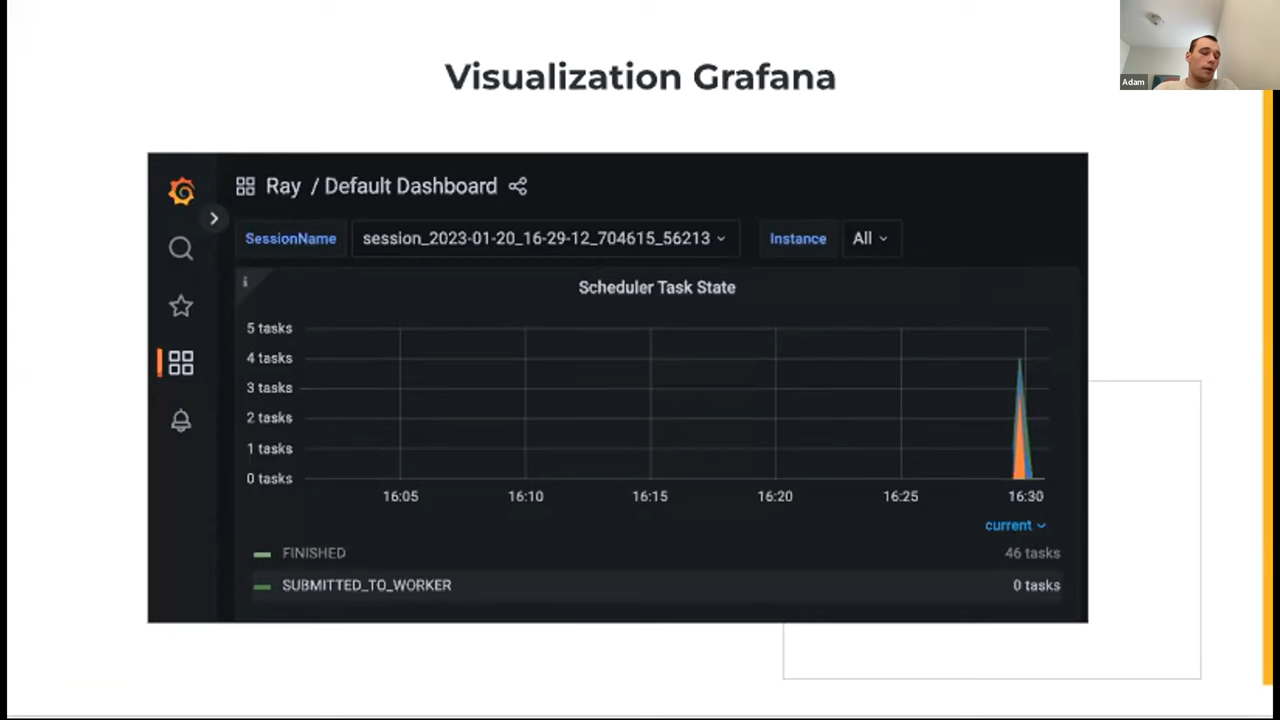 Visualization Grafana
Adam
Ray / Default Dashboard
SessionName session_2023-01-20_16-29-12_704615_56213 Instance All
i
Scheduler Task State
5 tasks
4 tasks
3 tasks
2 tasks
1 tasks
0 tasks
16:05 16:10 16:15 16:20 16:25 16:30
current
FINISHED 46 tasks
SUBMITTED_TO_WORKER 0 tasks